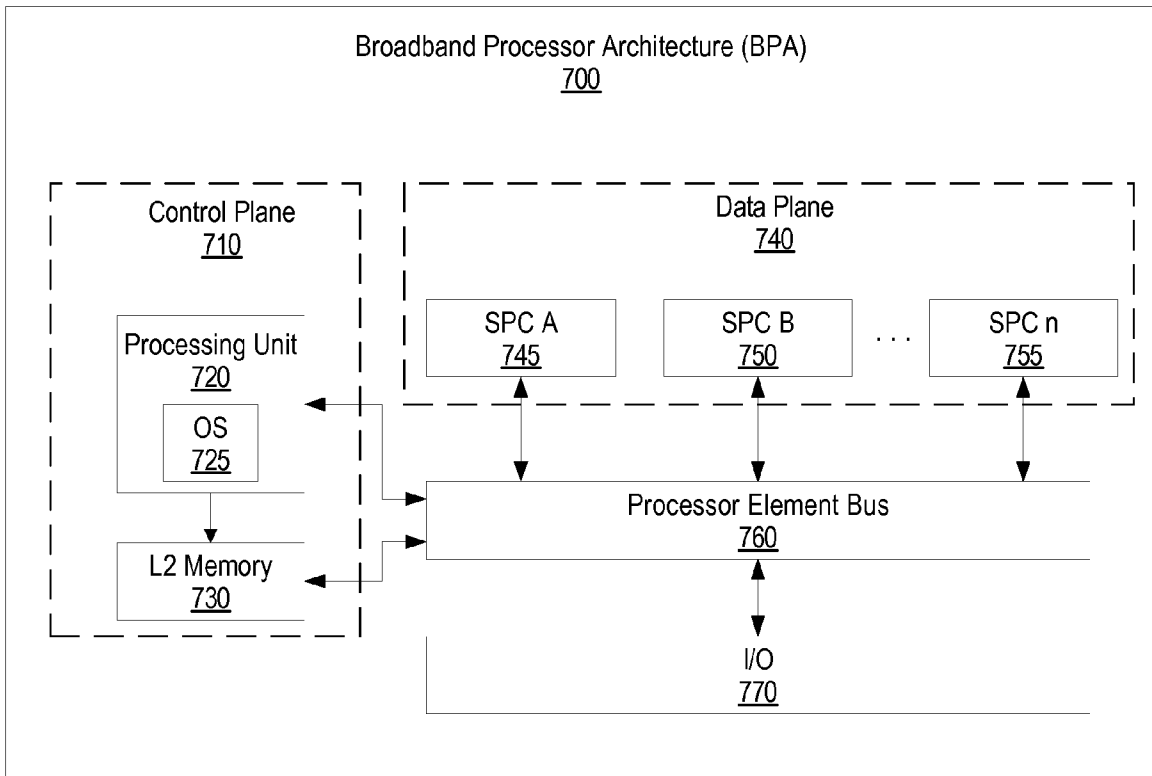 Broadband Processor Architecture (BPA)
700
Control Plane
710
Processing Unit
720
OS
725
L2 Memory
730
Data Plane
740
SPC A
745
SPC B
750
. . .
SPC n
755
Processor Element Bus
760
I/O
770